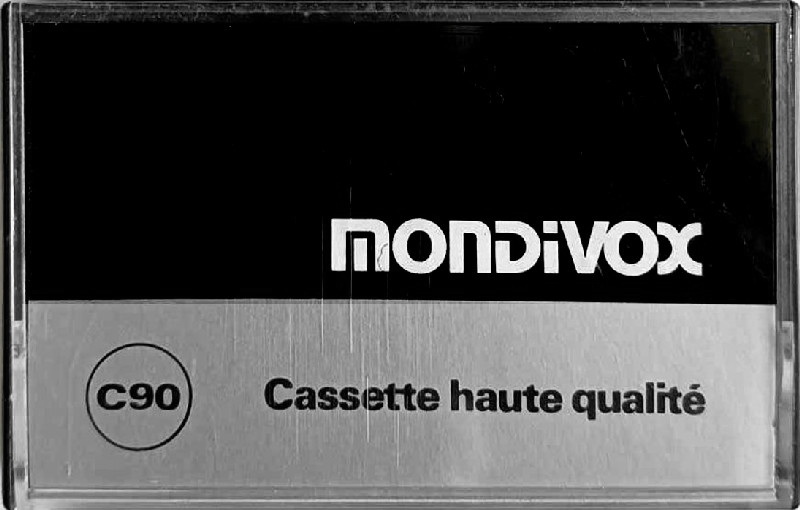 MONDiVOX
C90
Cassette haute qualité